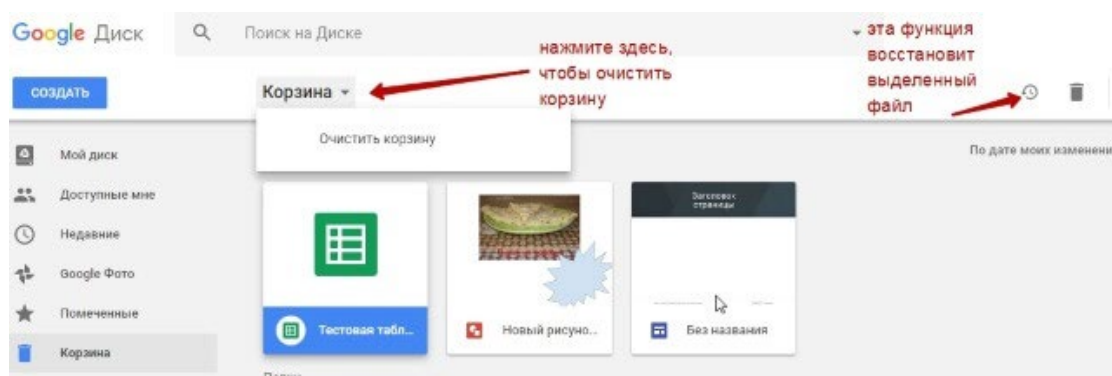 Google Диск
Поиск на Диске
нажмите здесь,
чтобы очистить
корзину
эта функция
восстановит
выделенный
файл
СОЗДАТЬ
Корзина
Очистить корзину
По дате моих изменени
Мой диск
Доступные мне
Недавние
Google Фото
Помеченные
Корзина
Заголовок
страницы
Тестовая табл...
Новый рисуно...
Без названия